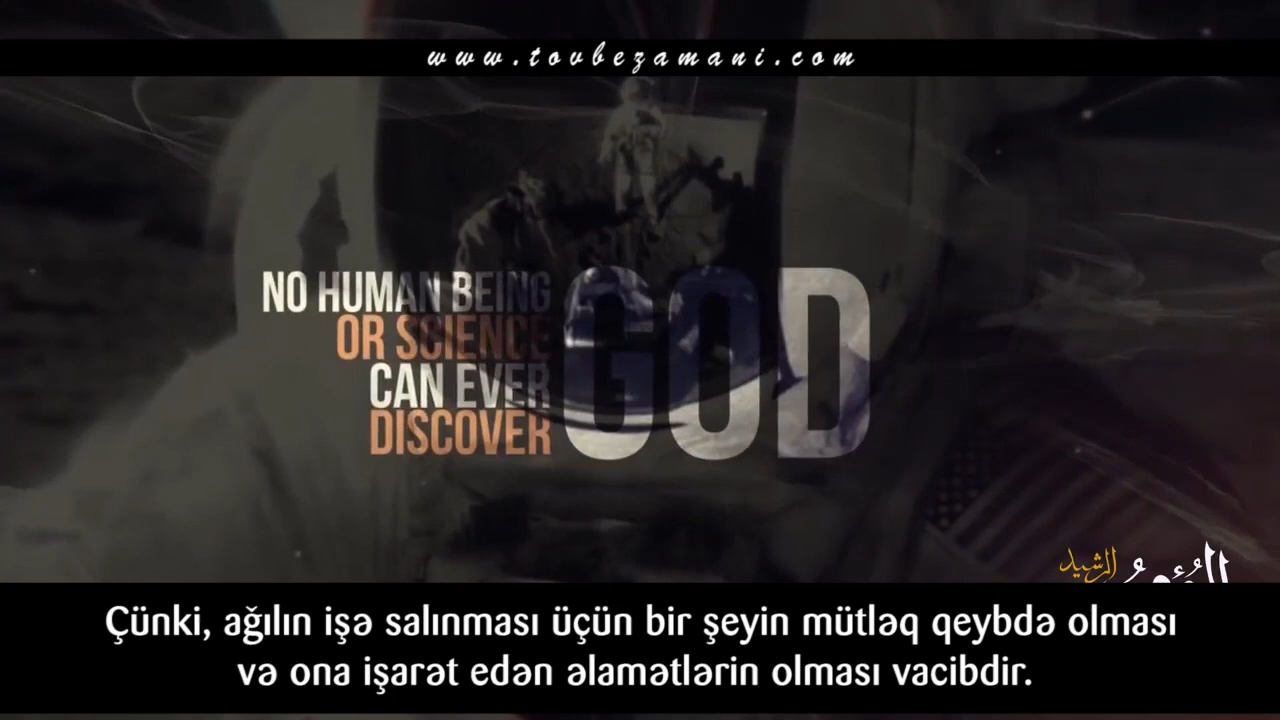 www.tovbezamani.com
NO HUMAN BEING
OR SCIENCE
CAN EVER
DISCOVER
GOD
الرشيد
Çünki, ağılın işə salınması üçün bir şeyin mütləq qeybdə olması
və ona işarət edən əlamətlərin olması vacibdir.